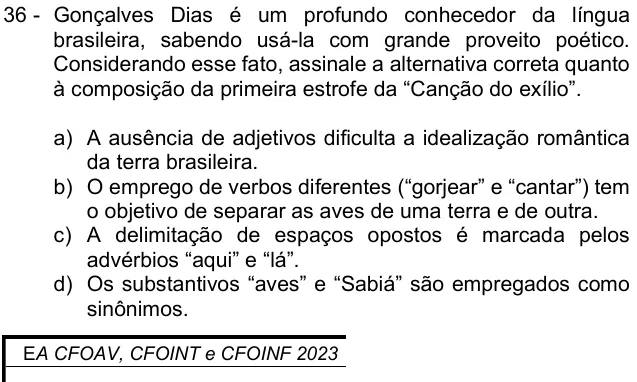 36 - Gonçalves Dias é um profundo conhecedor da língua
brasileira, sabendo usá-la com grande proveito poético.
Considerando esse fato, assinale a alternativa correta quanto
à composição da primeira estrofe da “Canção do exílio”.
a) A ausência de adjetivos dificulta a idealização romântica
da terra brasileira.
b) O emprego de verbos diferentes (“gorjear” e “cantar”) tem
o objetivo de separar as aves de uma terra e de outra.
c) A delimitação de espaços opostos é marcada pelos
advérbios “aqui” e “lá”.
d) Os substantivos “aves” e “Sabiá” são empregados como
sinônimos.
EA CFOAV, CFOINT e CFOINF 2023